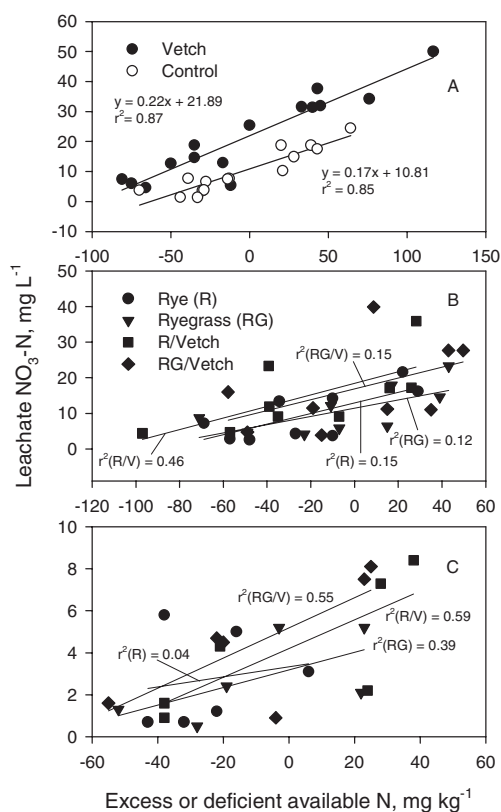 60
50
40
30
20
10
0
-10
Vetch
Control
A
y = 0.22x + 21.89
r² = 0.87
y = 0.17x + 10.81
r² = 0.85
-100 -50 0 50 100 150
Leachate NO₃-N, mg L⁻¹
50
40
30
20
10
0
-10
Rye (R)
Ryegrass (RG)
R/Vetch
RG/Vetch
B
r²(RG/V) = 0.15
r²(RG) = 0.12
r²(R) = 0.15
r²(R/V) = 0.46
-120 -100 -80 -60 -40 -20 0 20 40 60
8
6
4
2
0
C
r²(RG/V) = 0.55
r²(R/V) = 0.59
r²(RG) = 0.39
r²(R) = 0.04
-60 -40 -20 0 20 40 60
Excess or deficient available N, mg kg⁻¹